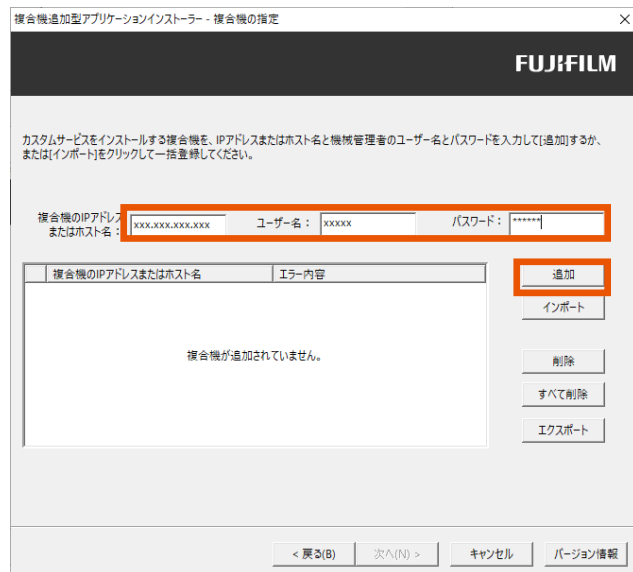 複合機追加型アプリケーションインストーラー - 複合機の指定
FUJIFILM
カスタムサービスをインストールする複合機を、IPアドレスまたはホスト名と機械管理者のユーザー名とパスワードを入力して[追加]するか、
または[インポート]をクリックして一括登録してください。
複合機のIPアドレス
またはホスト名： xxx.xxx.xxx.xxx ユーザー名： xxxxx パスワード： ******
複合機のIPアドレスまたはホスト名 エラー内容 追加
インポート
複合機が追加されていません。 削除
すべて削除
エクスポート
< 戻る(B) 次へ(N) > キャンセル バージョン情報